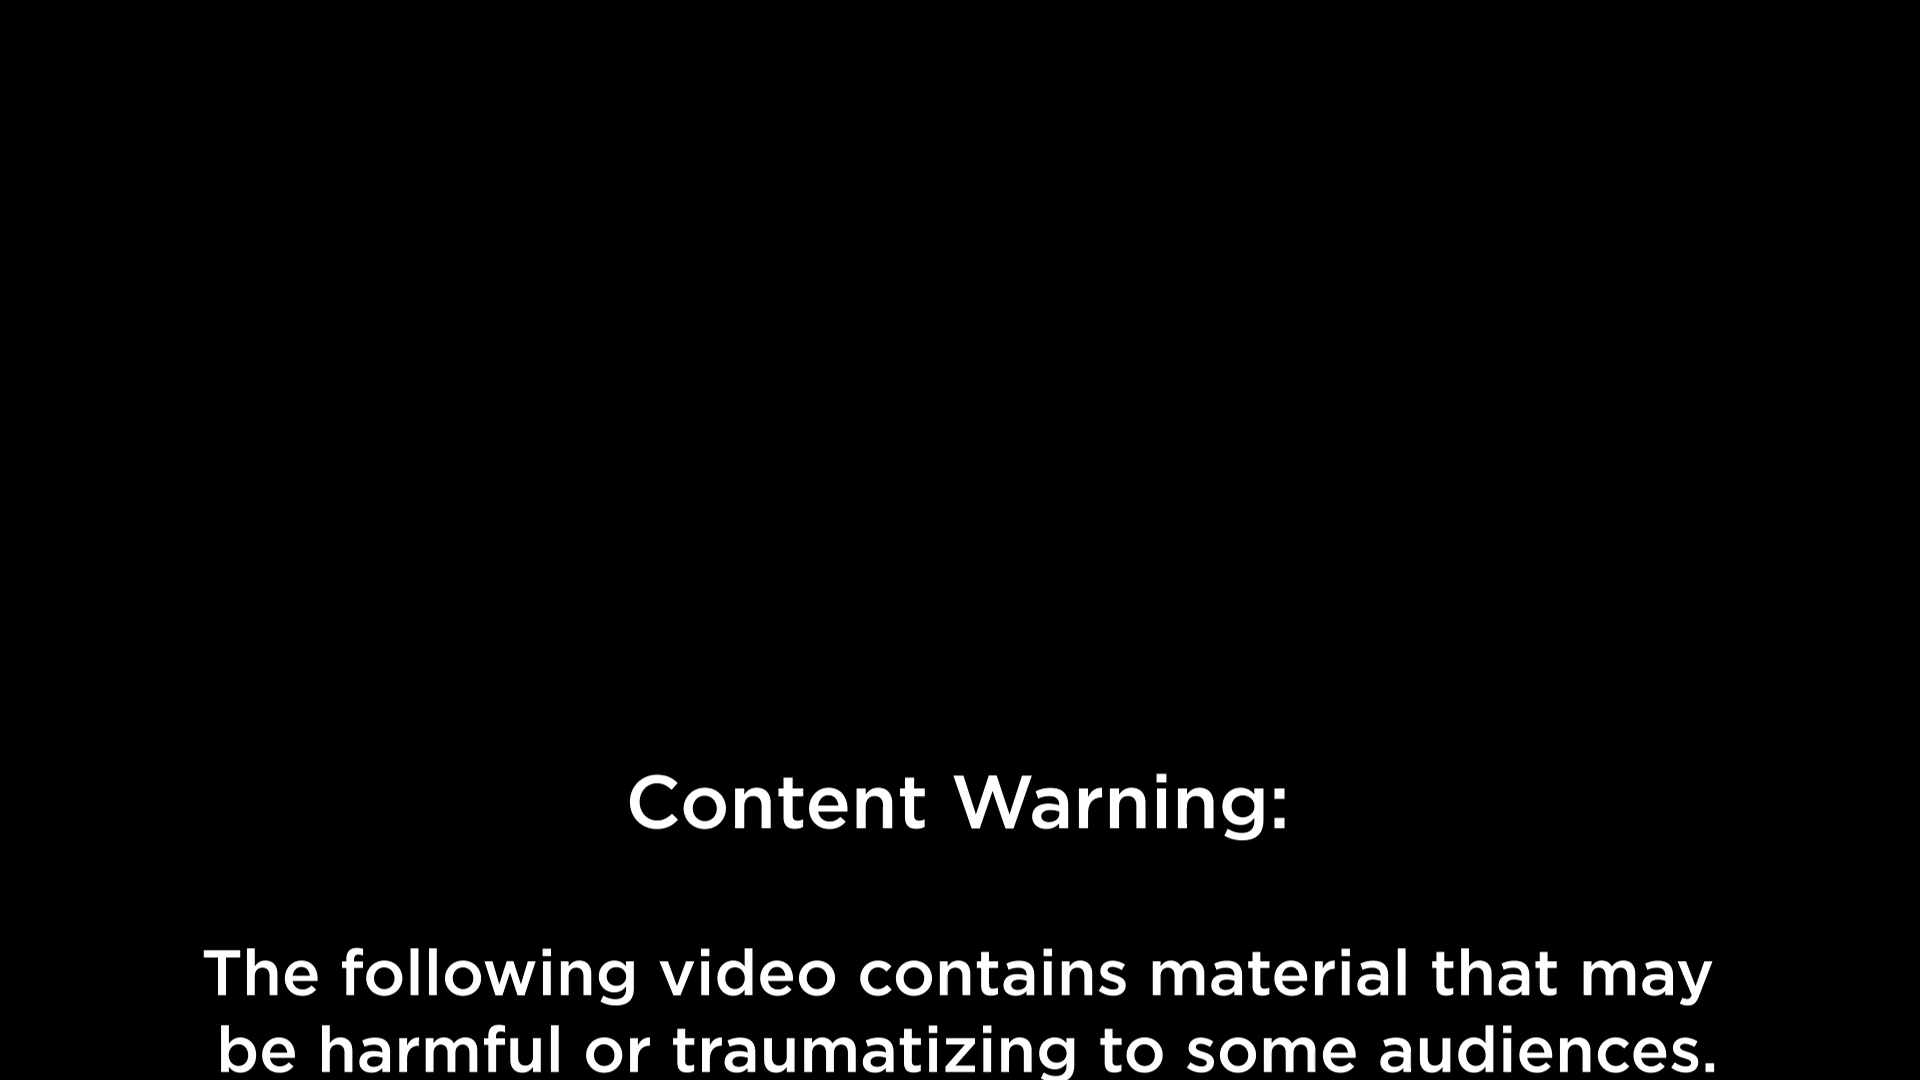 Content Warning:
The following video contains material that may
be harmful or traumatizing to some audiences.